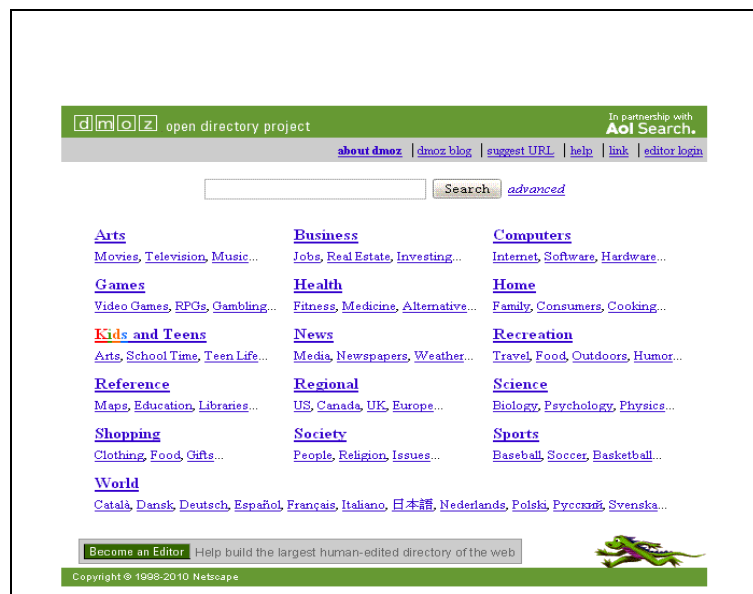 dmoz open directory project
In partnership with
Aol Search.
about dmoz | dmoz blog | suggest URL | help | link | editor login
Search advanced
Arts
Movies, Television, Music...
Business
Jobs, Real Estate, Investing...
Computers
Internet, Software, Hardware...
Games
Video Games, RPGs, Gambling...
Health
Fitness, Medicine, Alternative...
Home
Family, Consumers, Cooking...
Kids and Teens
Arts, School Time, Teen Life...
News
Media, Newspapers, Weather...
Recreation
Travel, Food, Outdoors, Humor...
Reference
Maps, Education, Libraries...
Regional
US, Canada, UK, Europe...
Science
Biology, Psychology, Physics...
Shopping
Clothing, Food, Gifts...
Society
People, Religion, Issues...
Sports
Baseball, Soccer, Basketball...
World
Català, Dansk, Deutsch, Español, Français, Italiano, 日本語, Nederlands, Polski, Русский, Svenska...
Become an Editor Help build the largest human-edited directory of the web
Copyright © 1998-2010 Netscape